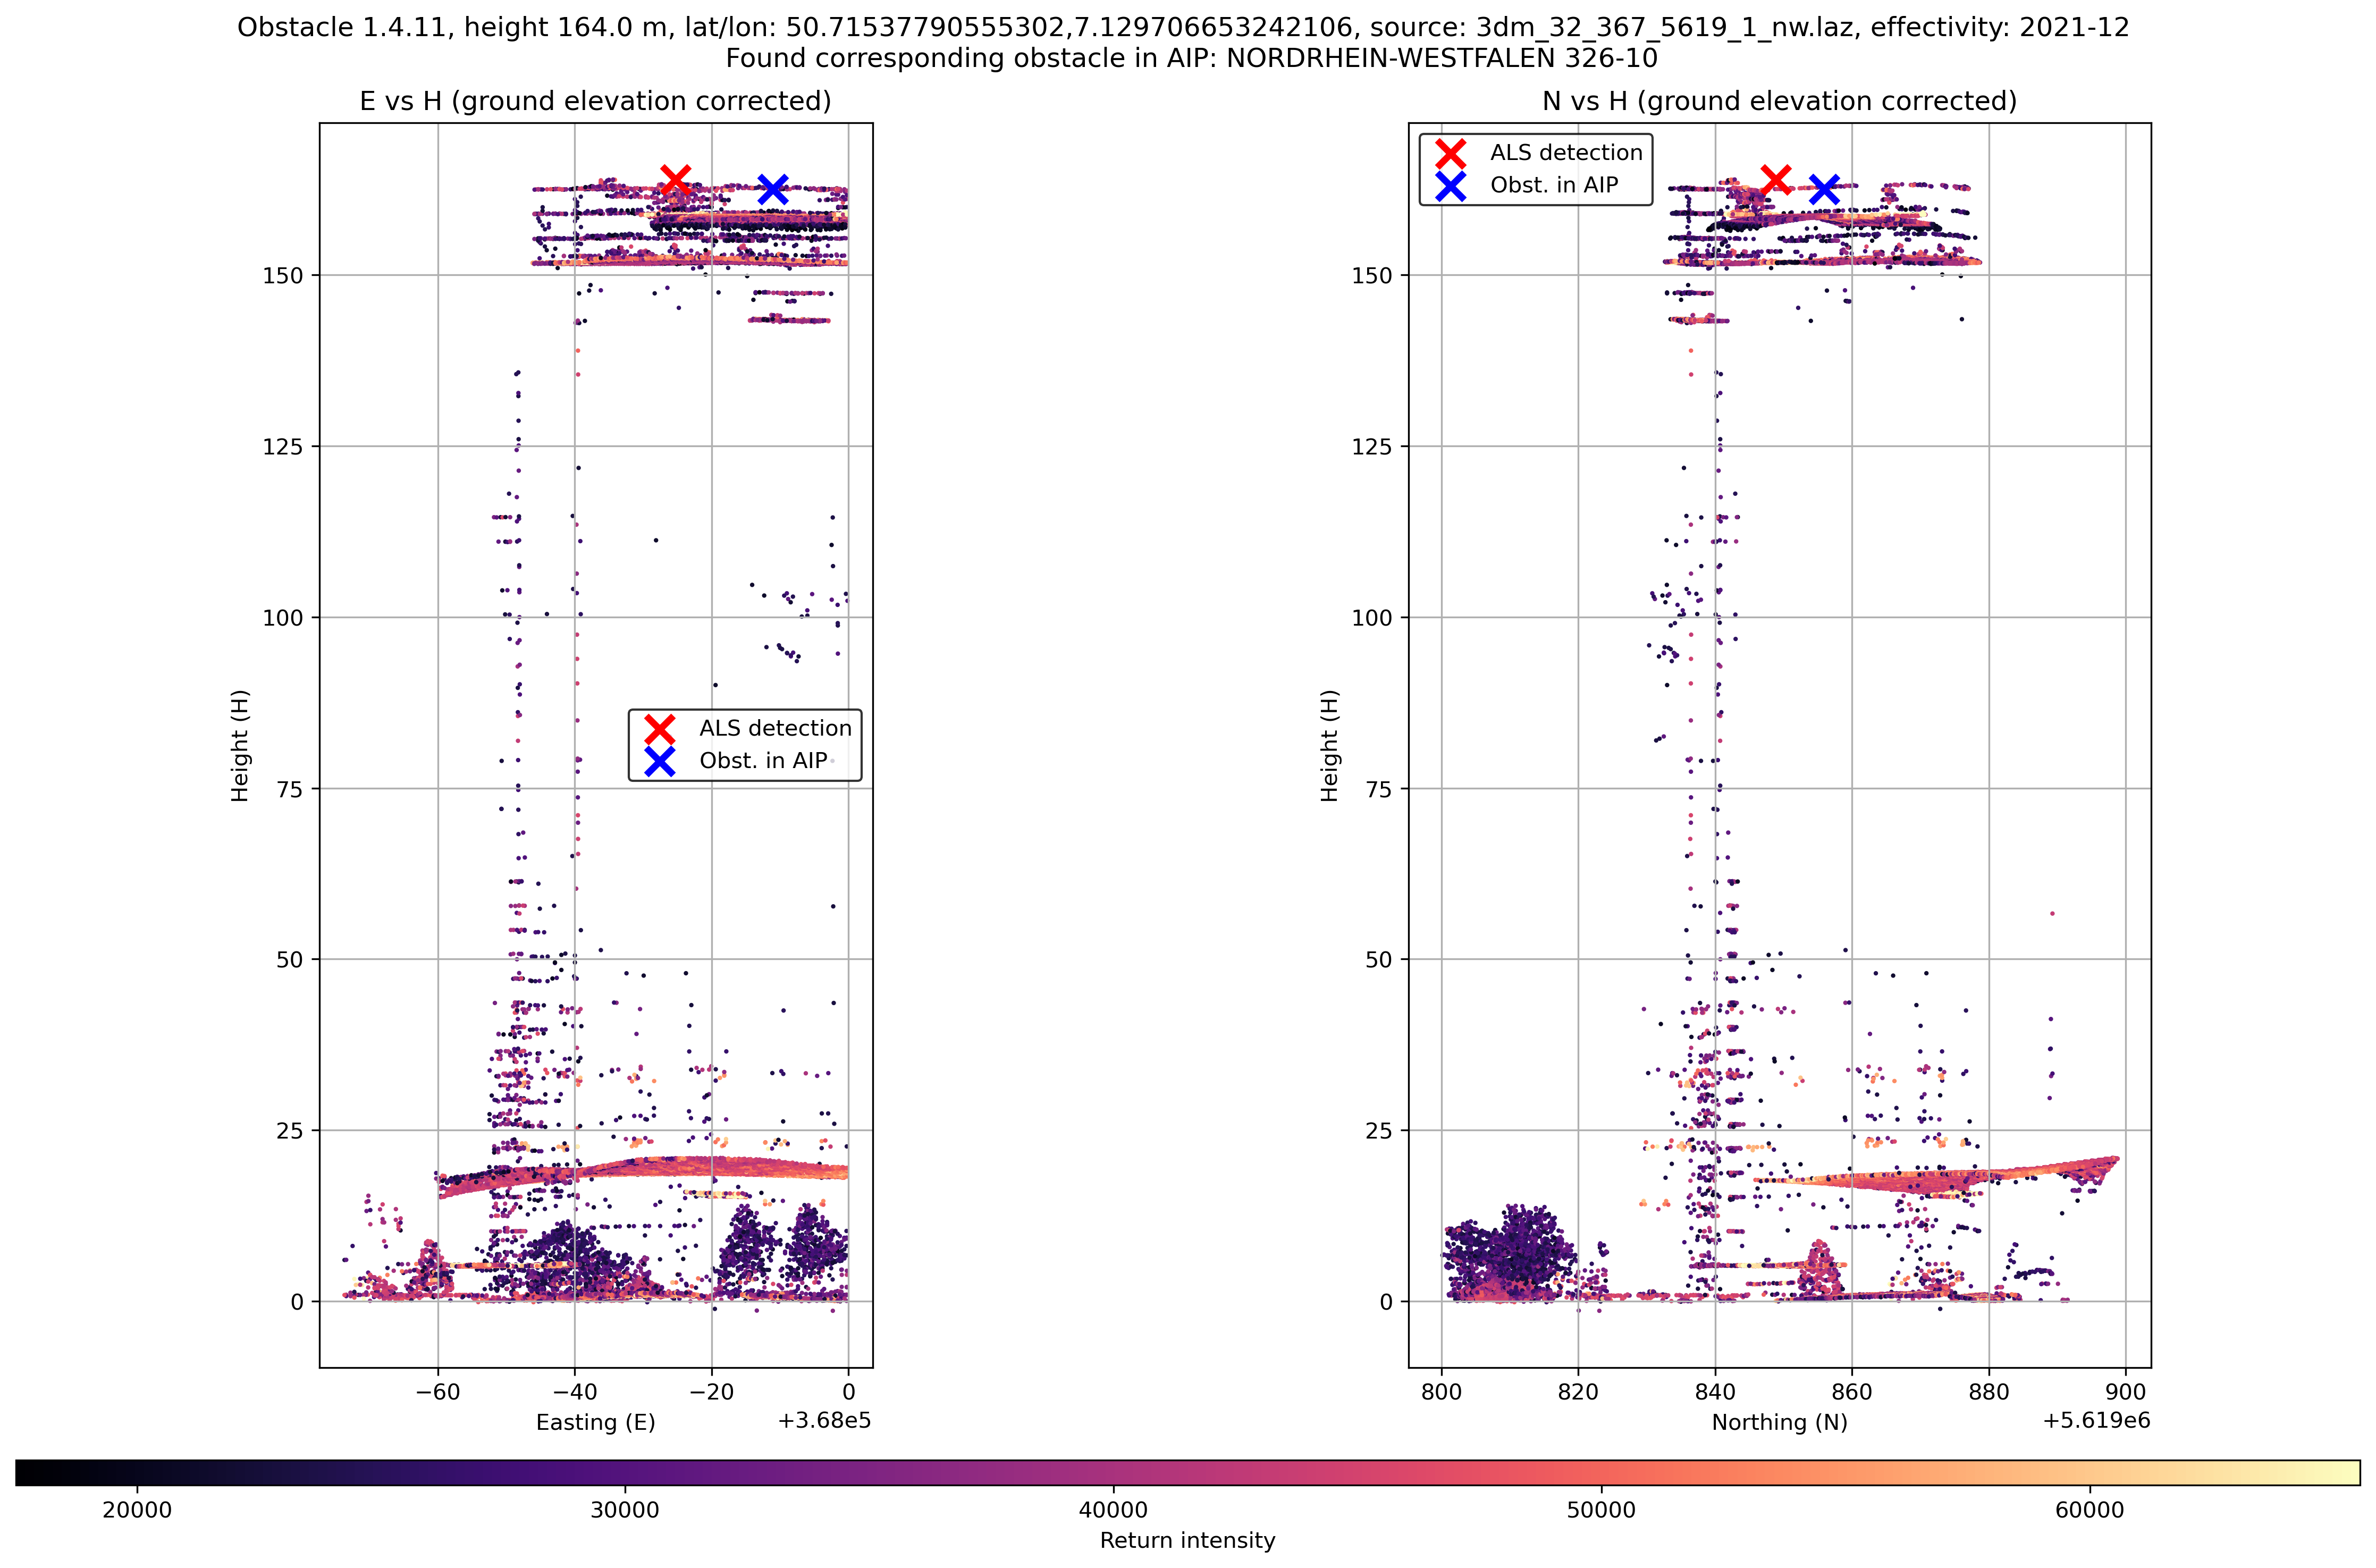 Obstacle 1.4.11, height 164.0 m, lat/lon: 50.71537790555302,7.129706653242106, source: 3dm_32_367_5619_1_nw.laz, effectivity: 2021-12
Found corresponding obstacle in AIP: NORDRHEIN-WESTFALEN 326-10
E vs H (ground elevation corrected)
150
125
100
75
50
25
0
Height (H)
ALS detection
Obst. in AIP
−60 −40 −20 0
Easting (E)
+3.68e5
N vs H (ground elevation corrected)
ALS detection
Obst. in AIP
150
125
100
75
50
25
0
Height (H)
800 820 840 860 880 900
Northing (N)
+5.619e6
20000 30000 40000 50000 60000
Return intensity